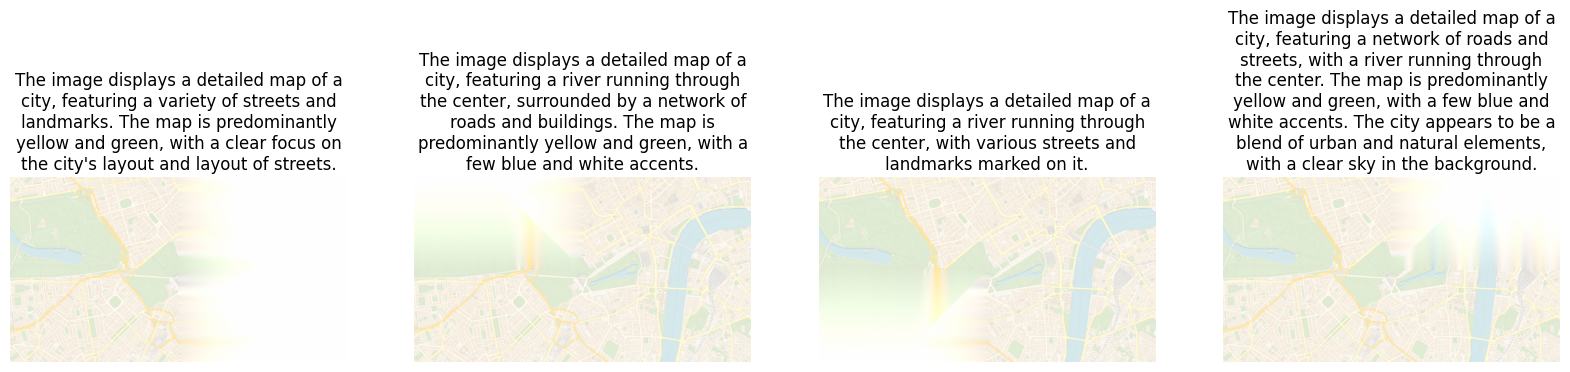 The image displays a detailed map of a
city, featuring a variety of streets and
landmarks. The map is predominantly
yellow and green, with a clear focus on
the city's layout and layout of streets.
The image displays a detailed map of a
city, featuring a river running through
the center, surrounded by a network of
roads and buildings. The map is
predominantly yellow and green, with a
few blue and white accents.
The image displays a detailed map of a
city, featuring a river running through
the center, with various streets and
landmarks marked on it.
The image displays a detailed map of a
city, featuring a network of roads and
streets, with a river running through
the center. The map is predominantly
yellow and green, with a few blue and
white accents. The city appears to be a
blend of urban and natural elements,
with a clear sky in the background.